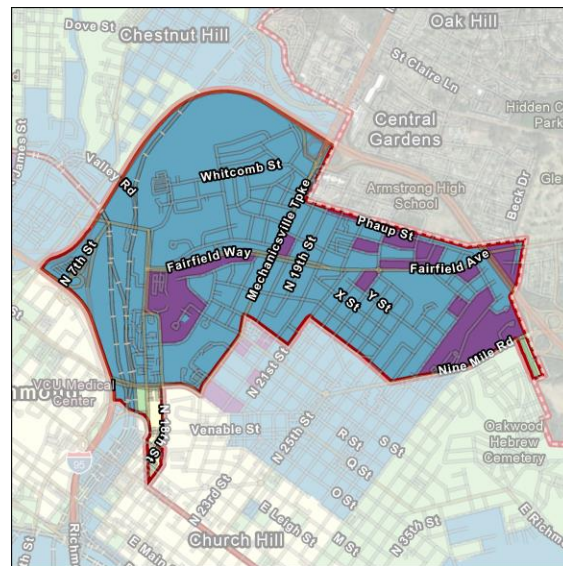 Oak Hill
Dove St
Chestnut Hill
St Claire Ln
Hidden
Park
Central
Gardens
James St
Valley Rd
Whitcomb St
Armstrong High
School
Beck Dr
Mechanicsville Tpke
Phaup St
N 7th St
N 19th St
Fairfield Way
Fairfield Ave
Y St
X St
Nine Mile Rd
N 21st St
VCU Medical
Center
N 18th St
Venable St
N 25th St
R St
S St
Q St
Oakwood
Hebrew
Cemetery
95
N 23rd St
O St
E Leigh St
M St
N 35th St
E Main
Church Hill